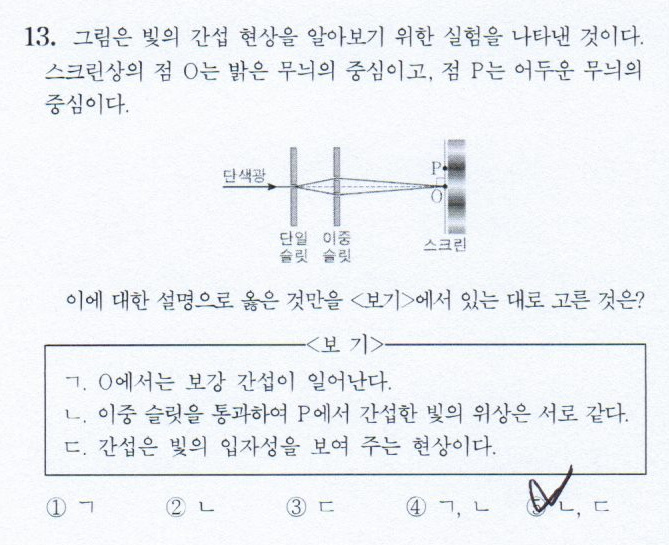 13. 그림은 빛의 간섭 현상을 알아보기 위한 실험을 나타낸 것이다.
스크린상의 점 O는 밝은 무늬의 중심이고, 점 P는 어두운 무늬의
중심이다.
단색광
P
O
단일 슬릿
이중 슬릿
스크린
이에 대한 설명으로 옳은 것만을 <보기>에서 있는 대로 고른 것은?
<보 기>
ㄱ. O에서는 보강 간섭이 일어난다.
ㄴ. 이중 슬릿을 통과하여 P에서 간섭한 빛의 위상은 서로 같다.
ㄷ. 간섭은 빛의 입자성을 보여 주는 현상이다.
① ㄱ ② ㄴ ③ ㄷ ④ ㄱ, ㄴ ⑤ ㄴ, ㄷ